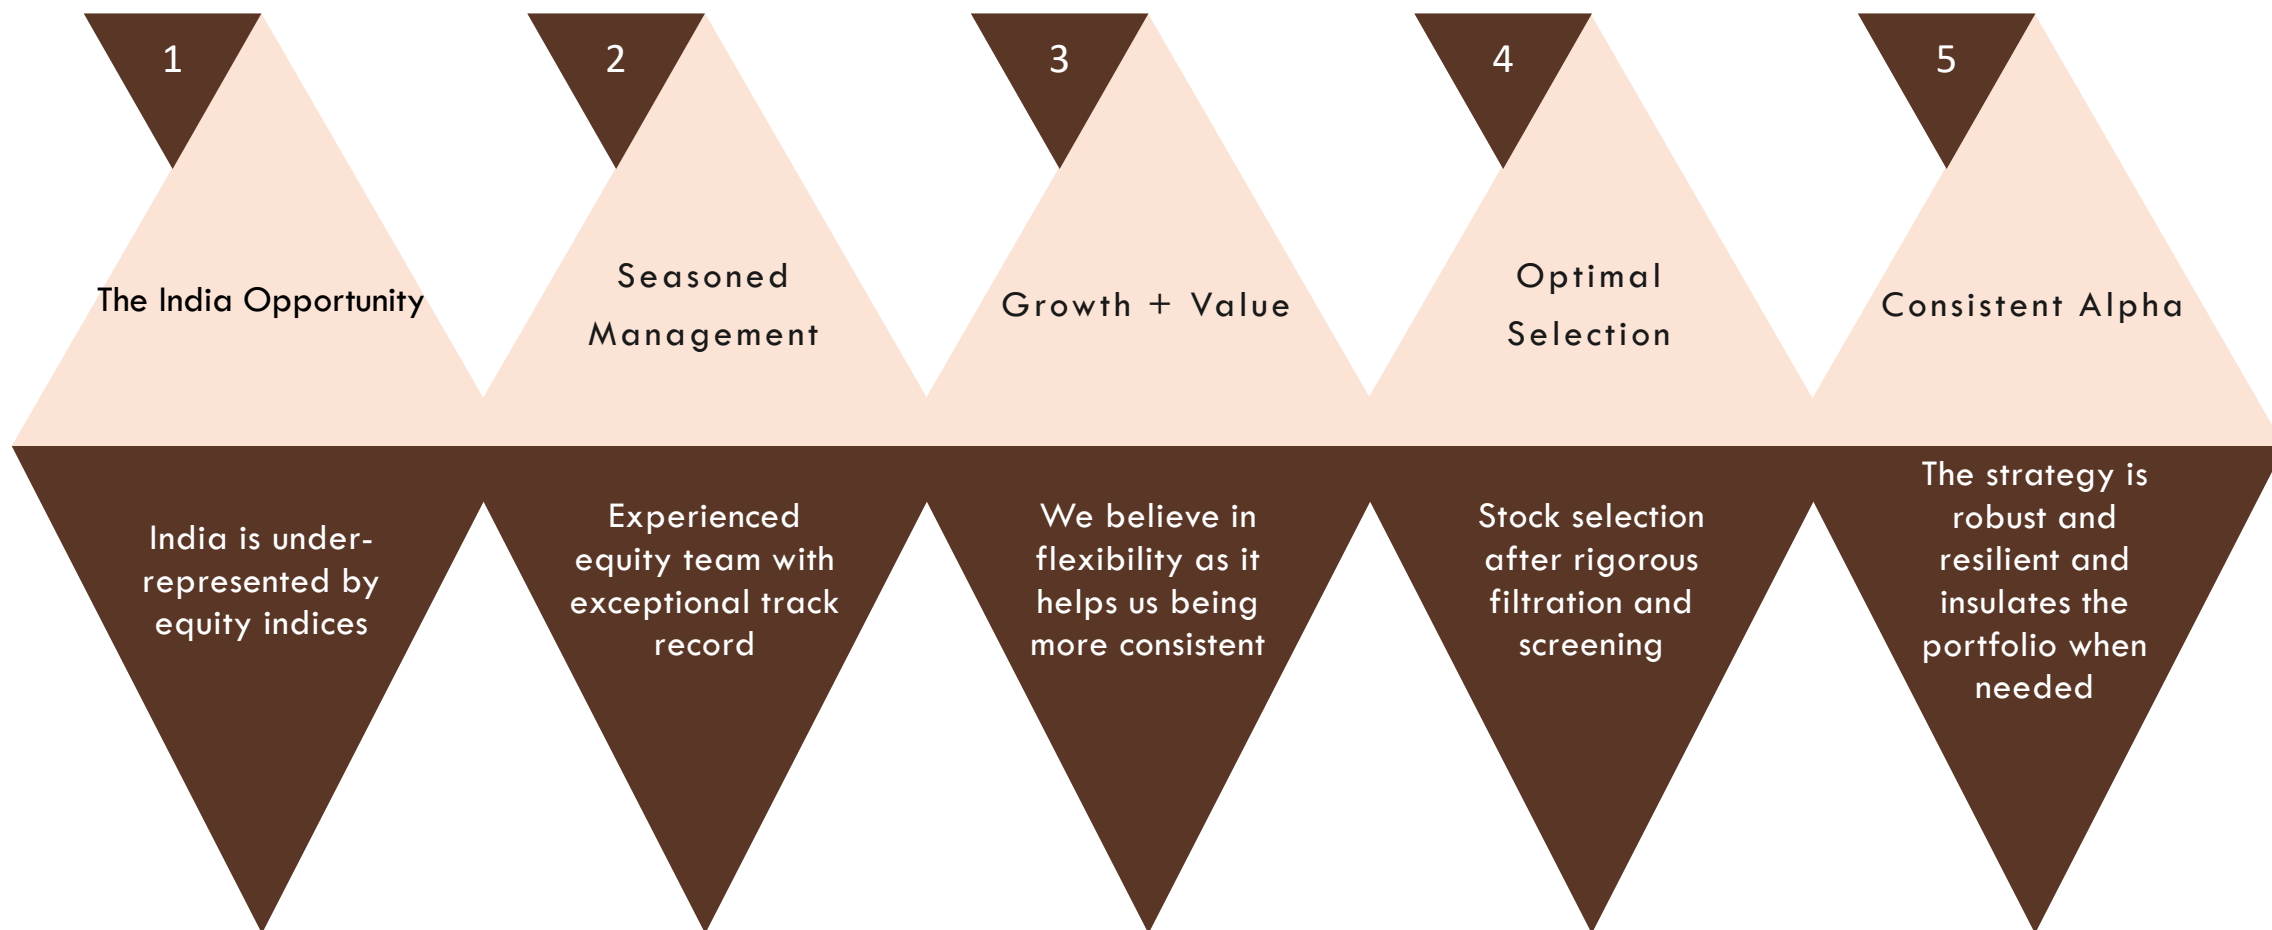 1
The India Opportunity
India is under-
represented by
equity indices
2
Seasoned
Management
Experienced
equity team with
exceptional track
record
3
Growth + Value
We believe in
flexibility as it
helps us being
more consistent
4
Optimal
Selection
Stock selection
after rigorous
filtration and
screening
5
Consistent Alpha
The strategy is
robust and
resilient and
insulates the
portfolio when
needed